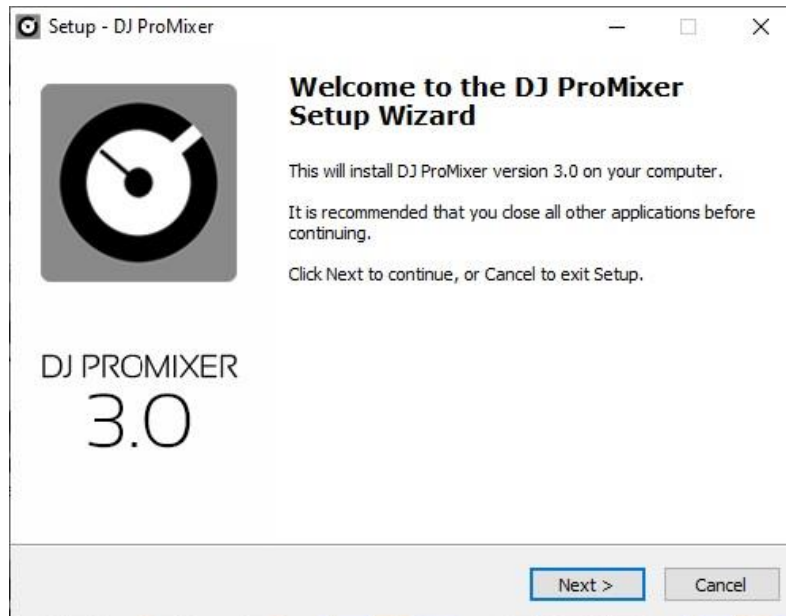 Setup - DJ ProMixer
Welcome to the DJ ProMixer
Setup Wizard
This will install DJ ProMixer version 3.0 on your computer.
It is recommended that you close all other applications before
continuing.
Click Next to continue, or Cancel to exit Setup.
DJ PROMIXER
3.0
Next >
Cancel